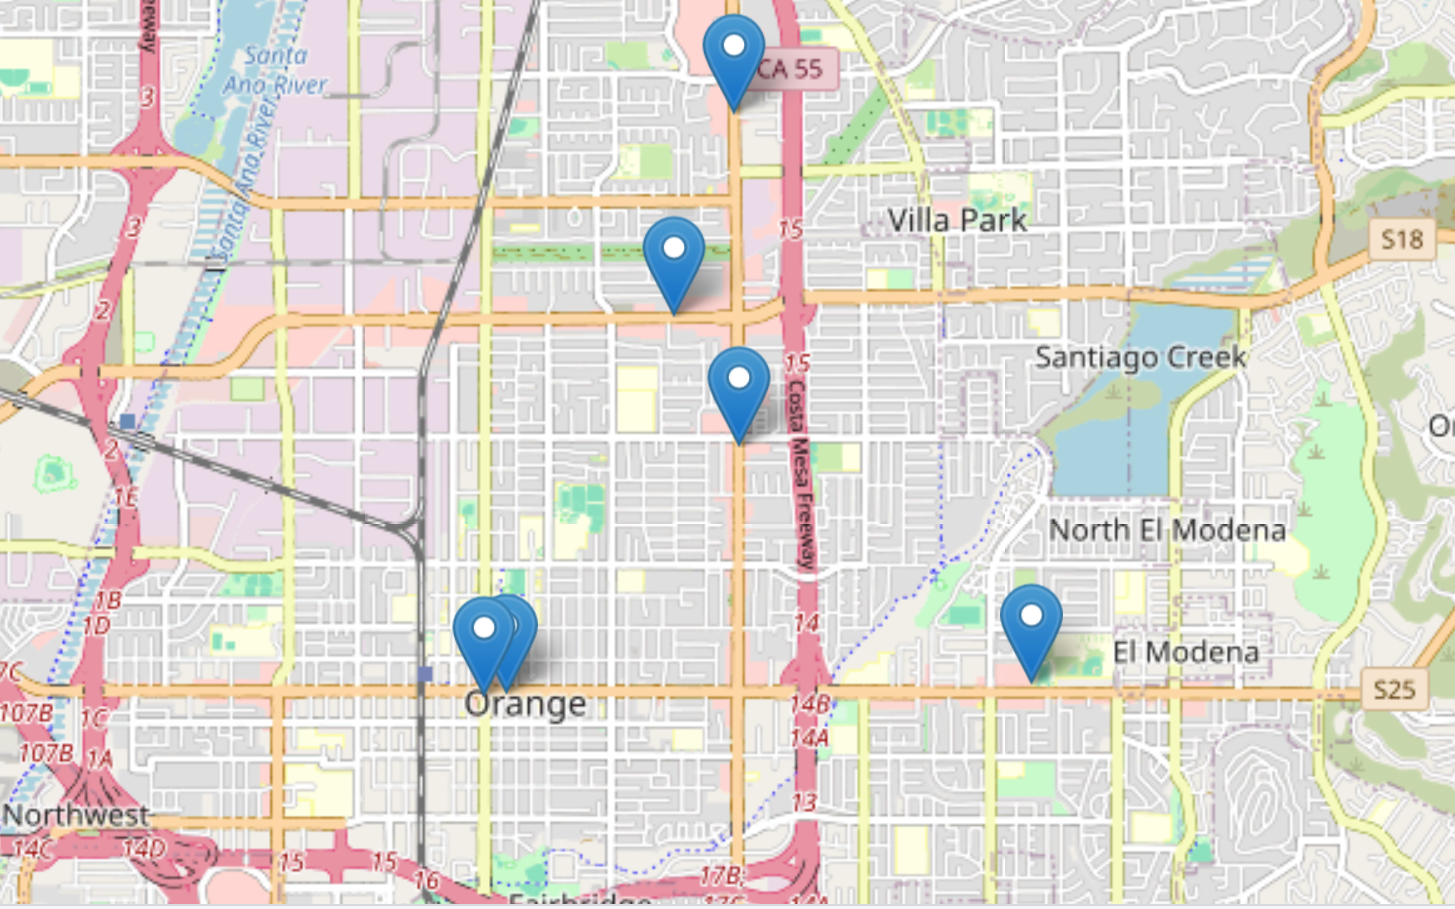 eway
Santa
Ana River
CA 55
3
Santa Ana River
3
15
Villa Park
S18
2
15
Santiago Creek
Costa Mesa Freeway
2
1E
North El Modena
1B
1D
14
El Modena
7C
Orange
14B
S25
107B
1C
14A
107B
1A
13
Northwest
14C
14D
15
15
16
17B
Fairbridge